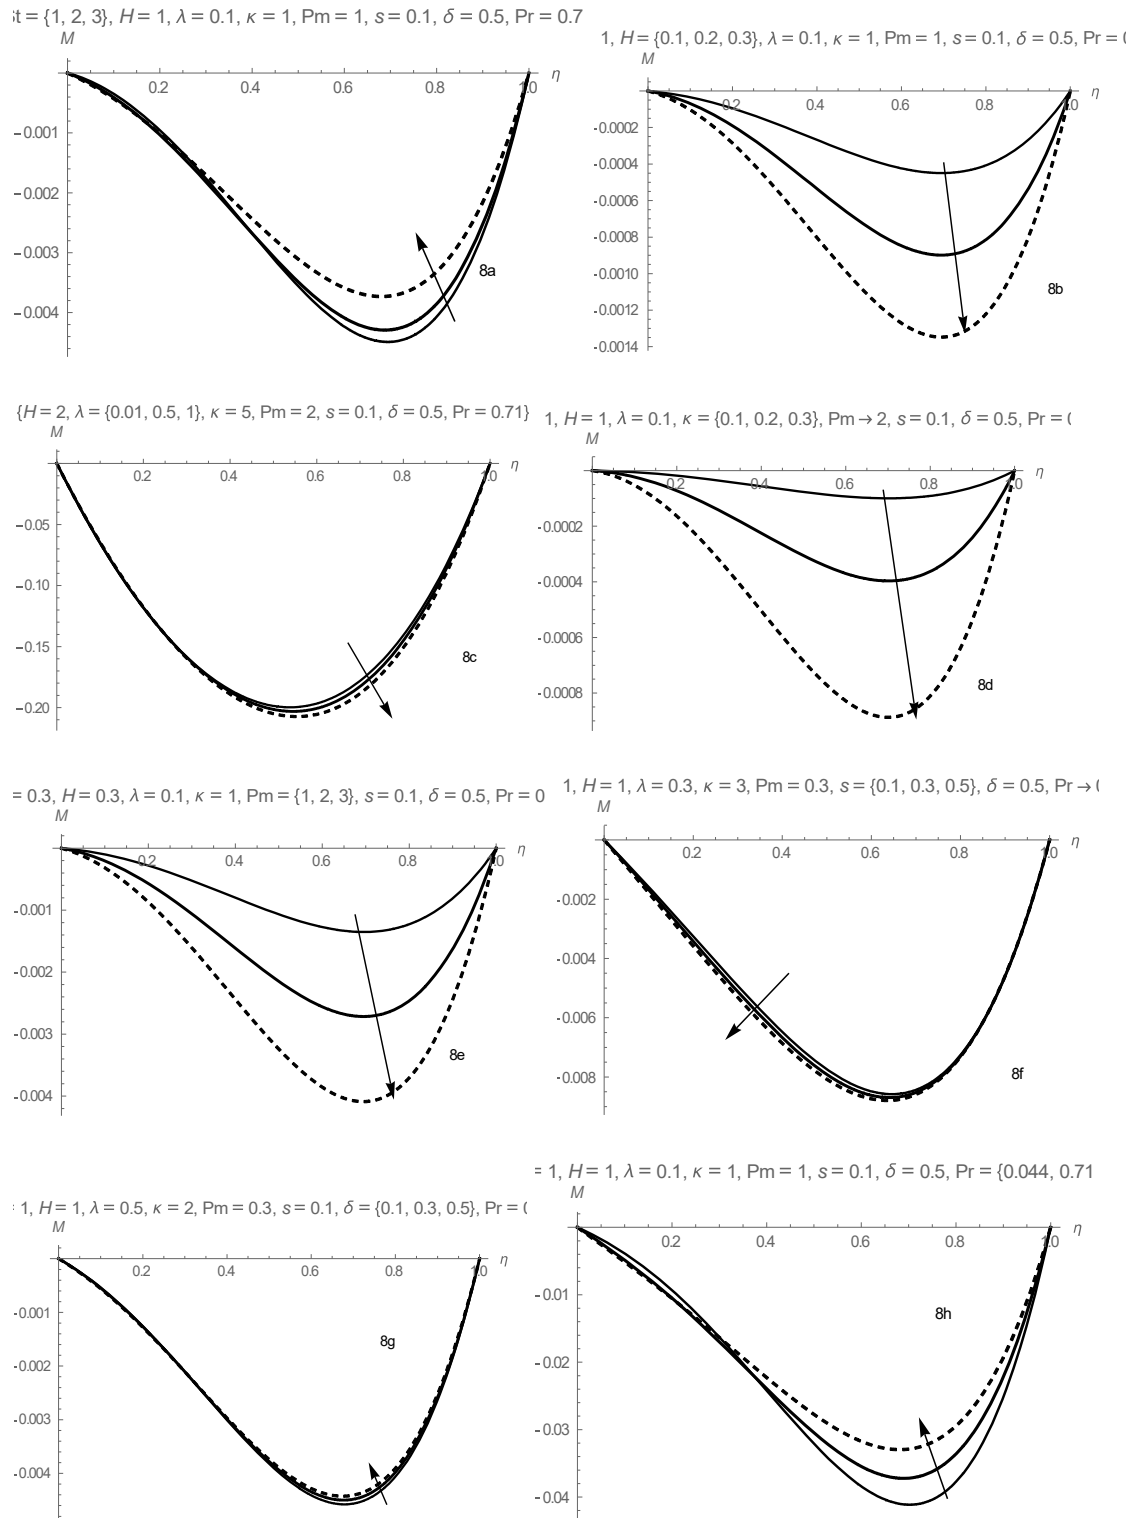 St = {1, 2, 3}, H = 1, λ = 0.1, κ = 1, Pm = 1, s = 0.1, δ = 0.5, Pr = 0.7
M
0.2 0.4 0.6 0.8 1.0 η
-0.001
-0.002
-0.003
-0.004
8a
1, H = {0.1, 0.2, 0.3}, λ = 0.1, κ = 1, Pm = 1, s = 0.1, δ = 0.5, Pr = 0
M
0.2 0.4 0.6 0.8 1.0 η
-0.0002
-0.0004
-0.0006
-0.0008
-0.0010
-0.0012
-0.0014
8b
{H = 2, λ = {0.01, 0.5, 1}, κ = 5, Pm = 2, s = 0.1, δ = 0.5, Pr = 0.71}
M
0.2 0.4 0.6 0.8 1.0 η
-0.05
-0.10
-0.15
-0.20
8c
1, H = 1, λ = 0.1, κ = {0.1, 0.2, 0.3}, Pm → 2, s = 0.1, δ = 0.5, Pr = 0
M
0.2 0.4 0.6 0.8 1.0 η
-0.0002
-0.0004
-0.0006
-0.0008
8d
= 0.3, H = 0.3, λ = 0.1, κ = 1, Pm = {1, 2, 3}, s = 0.1, δ = 0.5, Pr = 0
M
0.2 0.4 0.6 0.8 1.0 η
-0.001
-0.002
-0.003
-0.004
8e
1, H = 1, λ = 0.3, κ = 3, Pm = 0.3, s = {0.1, 0.3, 0.5}, δ = 0.5, Pr → 0
M
0.2 0.4 0.6 0.8 1.0 η
-0.002
-0.004
-0.006
-0.008
8f
= 1, H = 1, λ = 0.5, κ = 2, Pm = 0.3, s = 0.1, δ = {0.1, 0.3, 0.5}, Pr = 0
M
0.2 0.4 0.6 0.8 1.0 η
-0.001
-0.002
-0.003
-0.004
8g
= 1, H = 1, λ = 0.1, κ = 1, Pm = 1, s = 0.1, δ = 0.5, Pr = {0.044, 0.71
M
0.2 0.4 0.6 0.8 1.0 η
-0.01
-0.02
-0.03
-0.04
8h